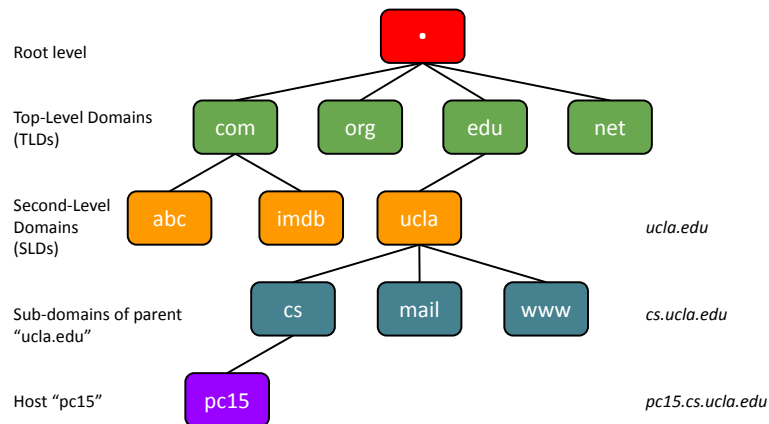 Root level
.
Top-Level Domains
(TLDs)
com
org
edu
net
Second-Level
Domains
(SLDs)
abc
imdb
ucla
ucla.edu
Sub-domains of parent
“ucla.edu”
cs
mail
www
cs.ucla.edu
Host “pc15”
pc15
pc15.cs.ucla.edu